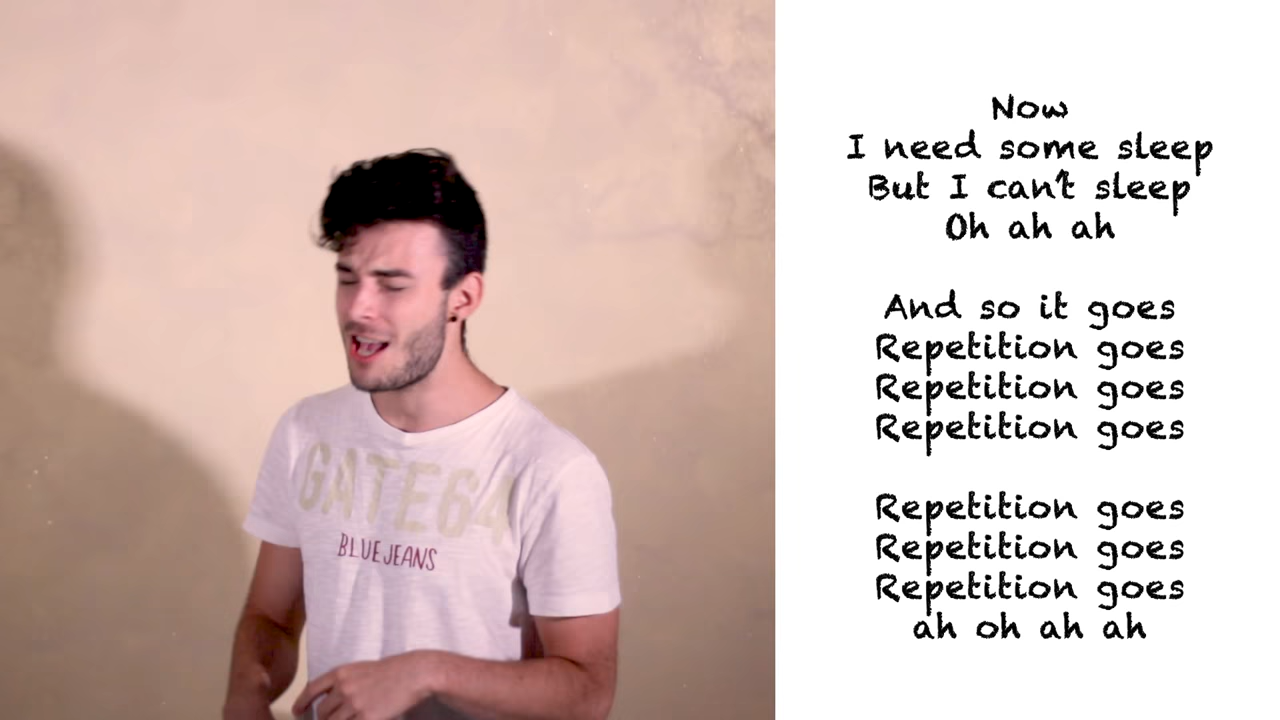 GATE64
BLUE JEANS
Now
I need some sleep
But I can't sleep
Oh ah ah
And so it goes
Repetition goes
Repetition goes
Repetition goes
Repetition goes
Repetition goes
Repetition goes
ah oh ah ah